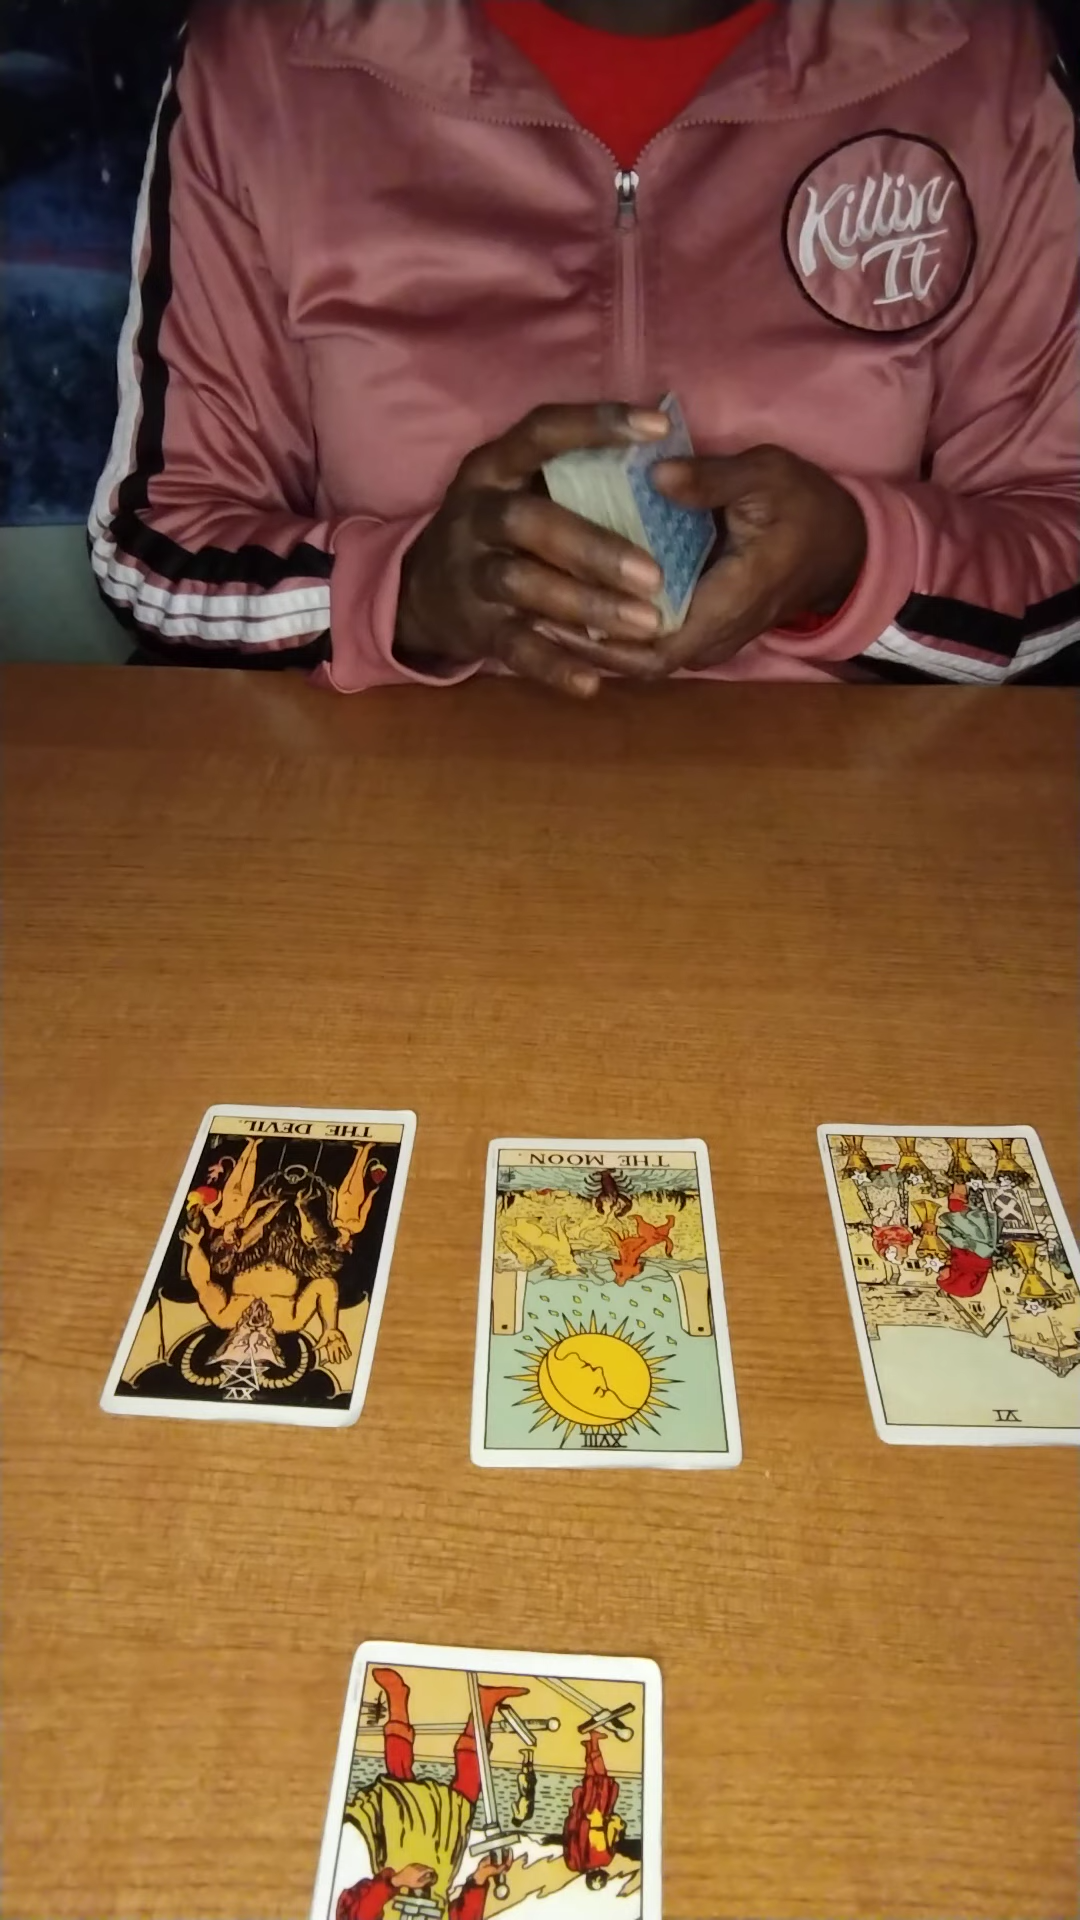 Killin
It
THE DEVIL.
THE MOON.
XV
XVIII
VI